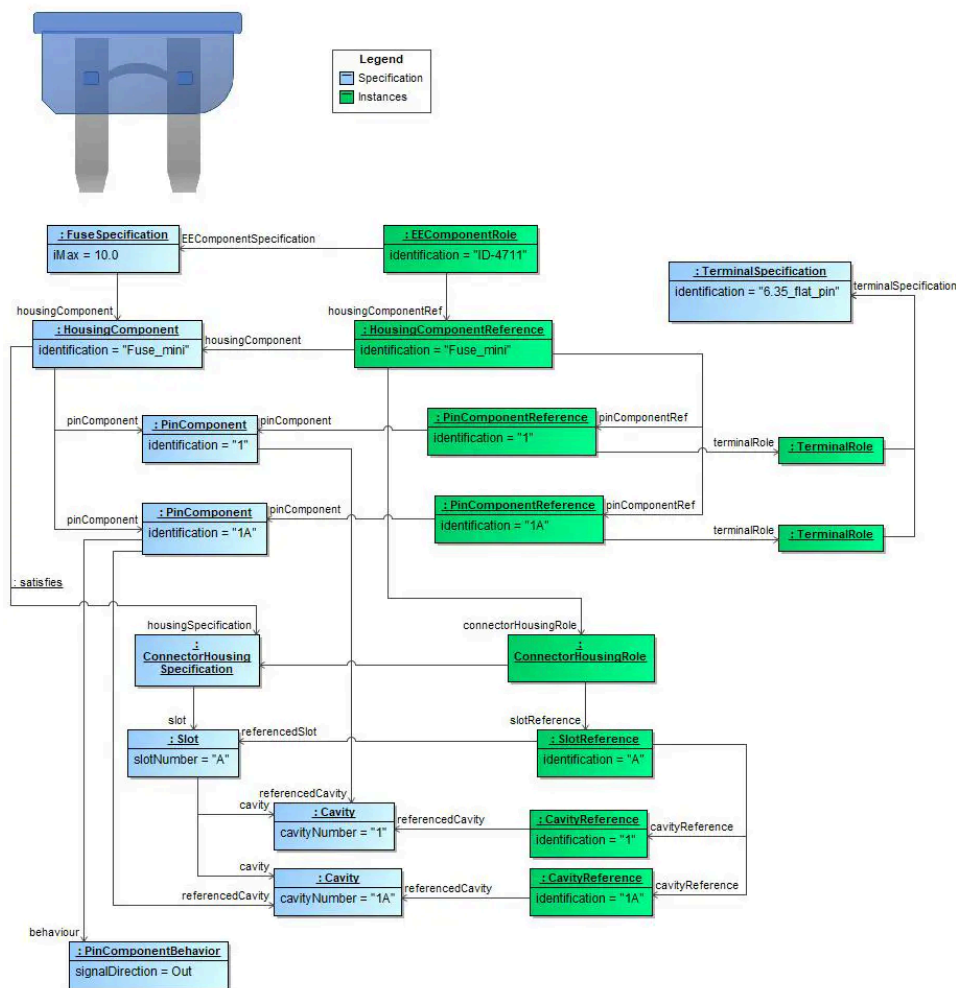 Legend
Specification
Instances
: FuseSpecification
iMax = 10.0
EEComponentSpecification
: EEComponentRole
identification = "ID-4711"
: TerminalSpecification
identification = "6.35_flat_pin"
terminalSpecification
housingComponent
housingComponentRef
: HousingComponent
identification = "Fuse_mini"
housingComponent
: HousingComponentReference
identification = "Fuse_mini"
pinComponent
: PinComponent
identification = "1"
pinComponent
: PinComponentReference
identification = "1"
pinComponentRef
terminalRole
: TerminalRole
pinComponent
: PinComponent
identification = "1A"
pinComponent
: PinComponentReference
identification = "1A"
pinComponentRef
terminalRole
: TerminalRole
: satisfies
housingSpecification
connectorHousingRole
:
ConnectorHousing
Specification
:
ConnectorHousingRole
slot
slotReference
: Slot
slotNumber = "A"
referencedSlot
: SlotReference
identification = "A"
referencedCavity
cavity
: Cavity
cavityNumber = "1"
referencedCavity
: CavityReference
identification = "1"
cavityReference
cavity
referencedCavity
: Cavity
cavityNumber = "1A"
referencedCavity
: CavityReference
identification = "1A"
cavityReference
behaviour
: PinComponentBehavior
signalDirection = Out